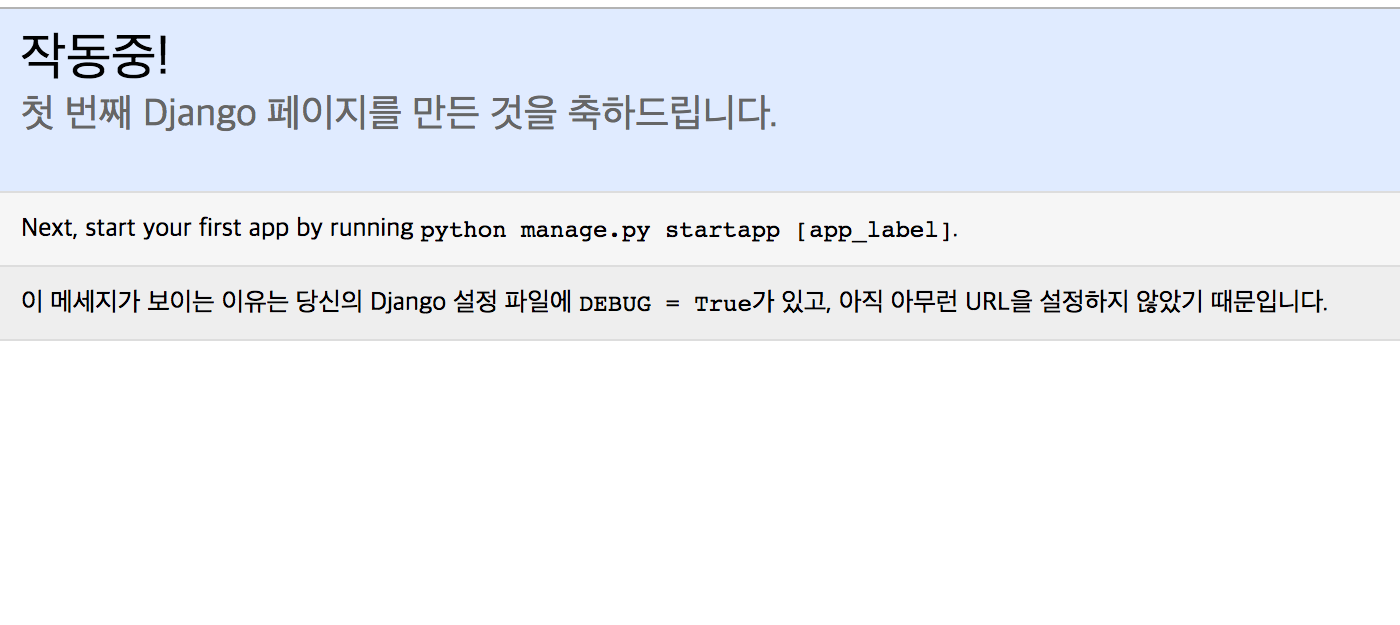 작동중!
첫 번째 Django 페이지를 만든 것을 축하드립니다.
Next, start your first app by running python manage.py startapp [app_label].
이 메세지가 보이는 이유는 당신의 Django 설정 파일에 DEBUG = True가 있고, 아직 아무런 URL을 설정하지 않았기 때문입니다.